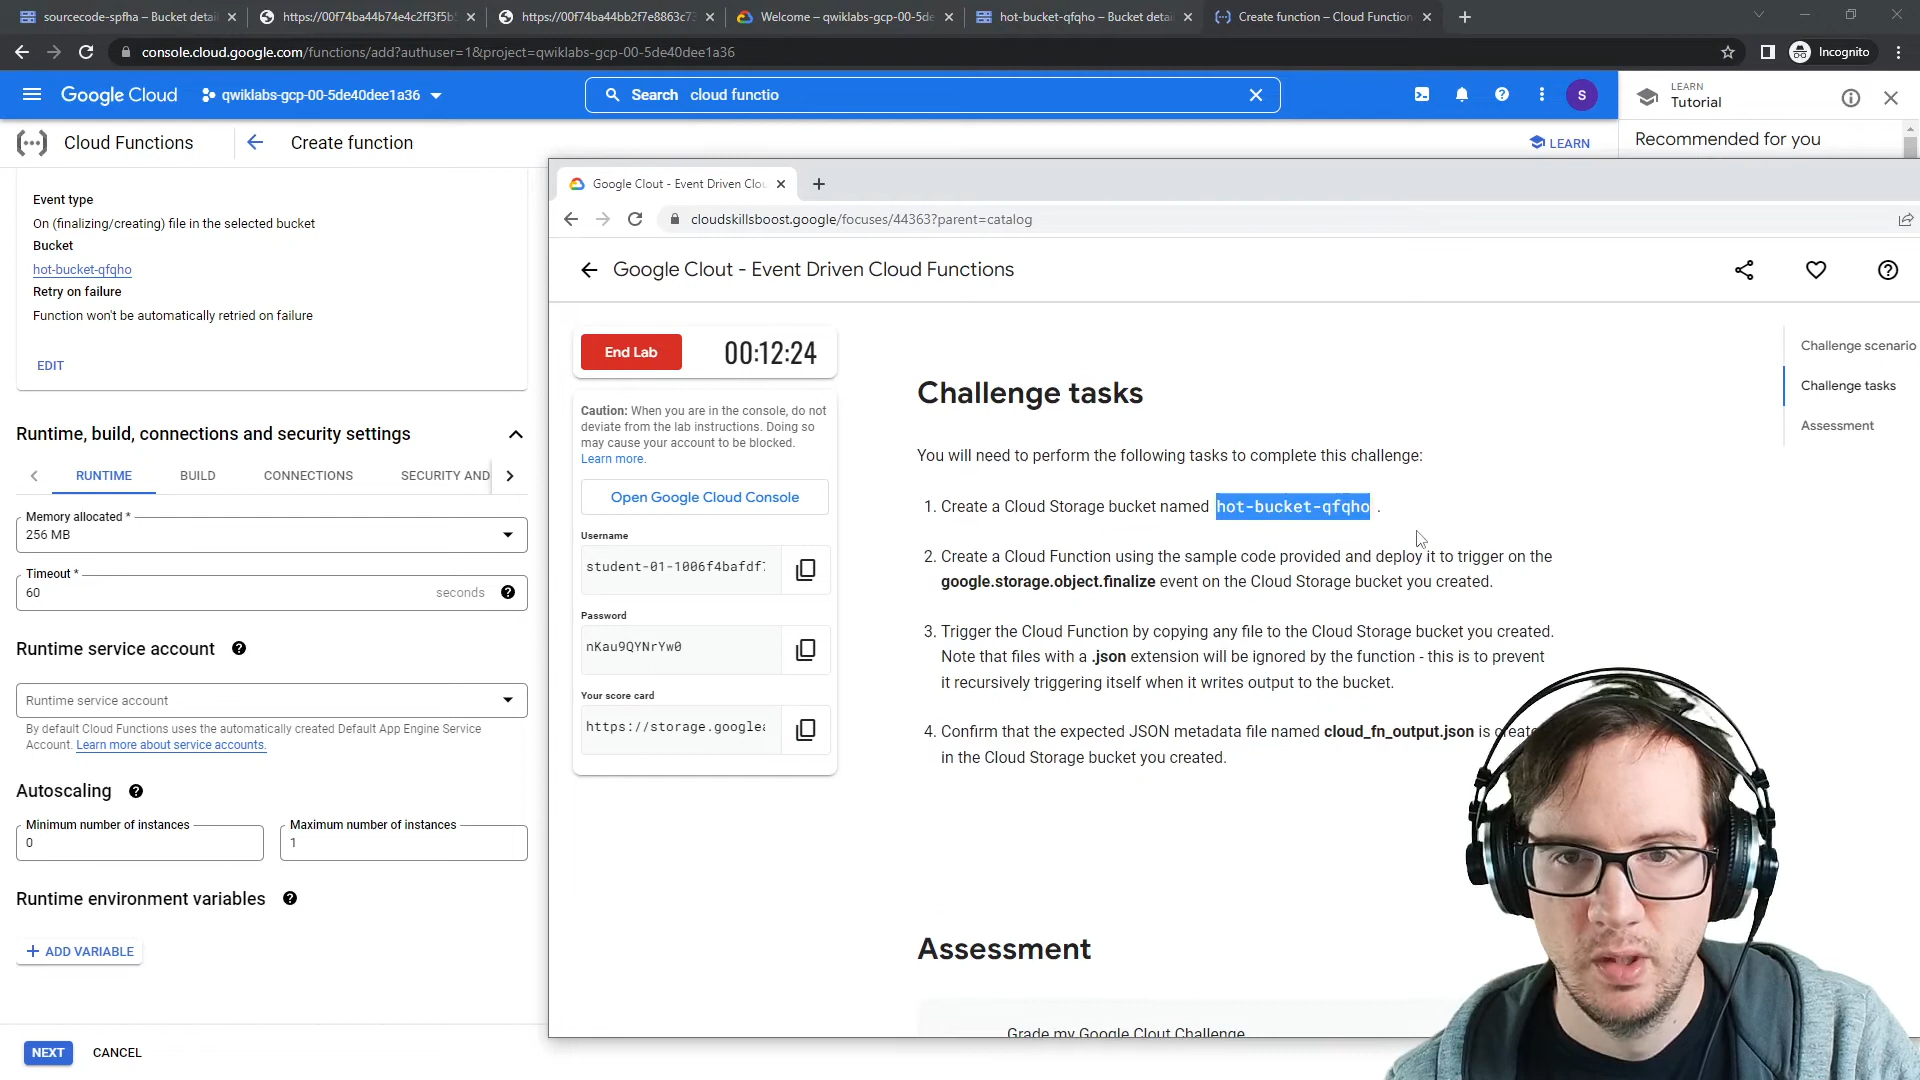 sourcecode-spfha – Bucket detai
https://00f74ba44b74e4c2ff3f5b
https://00f74ba44bb2f7e8863c73
Welcome – qwiklabs-gcp-00-5de
hot-bucket-qfqho – Bucket detai
Create function – Cloud Function
console.cloud.google.com/functions/add?authuser=1&project=qwiklabs-gcp-00-5de40dee1a36
Incognito
Google Cloud
qwiklabs-gcp-00-5de40dee1a36
Search cloud functio
S
LEARN
Tutorial
Cloud Functions
Create function
LEARN
Recommended for you
Event type
On (finalizing/creating) file in the selected bucket
Bucket
hot-bucket-qfqho
Retry on failure
Function won't be automatically retried on failure
EDIT
Runtime, build, connections and security settings
RUNTIME
BUILD
CONNECTIONS
SECURITY AND
Memory allocated *
256 MB
Timeout *
60
seconds
Runtime service account
Runtime service account
By default Cloud Functions uses the automatically created Default App Engine Service
Account. Learn more about service accounts.
Autoscaling
Minimum number of instances
0
Maximum number of instances
1
Runtime environment variables
ADD VARIABLE
NEXT
CANCEL
Google Clout - Event Driven Clou
cloudskillsboost.google/focuses/44363?parent=catalog
Google Clout - Event Driven Cloud Functions
End Lab
00:12:24
Caution: When you are in the console, do not
deviate from the lab instructions. Doing so
may cause your account to be blocked.
Learn more.
Open Google Cloud Console
Username
student-01-1006f4bafdf7
Password
nKau9QYNrYw0
Your score card
https://storage.googlea
Challenge tasks
You will need to perform the following tasks to complete this challenge:
1. Create a Cloud Storage bucket named hot-bucket-qfqho .
2. Create a Cloud Function using the sample code provided and deploy it to trigger on the
google.storage.object.finalize event on the Cloud Storage bucket you created.
3. Trigger the Cloud Function by copying any file to the Cloud Storage bucket you created.
Note that files with a .json extension will be ignored by the function - this is to prevent
it recursively triggering itself when it writes output to the bucket.
4. Confirm that the expected JSON metadata file named cloud_fn_output.json is create
in the Cloud Storage bucket you created.
Assessment
Grade my Google Clout Challenge
Challenge scenario
Challenge tasks
Assessment